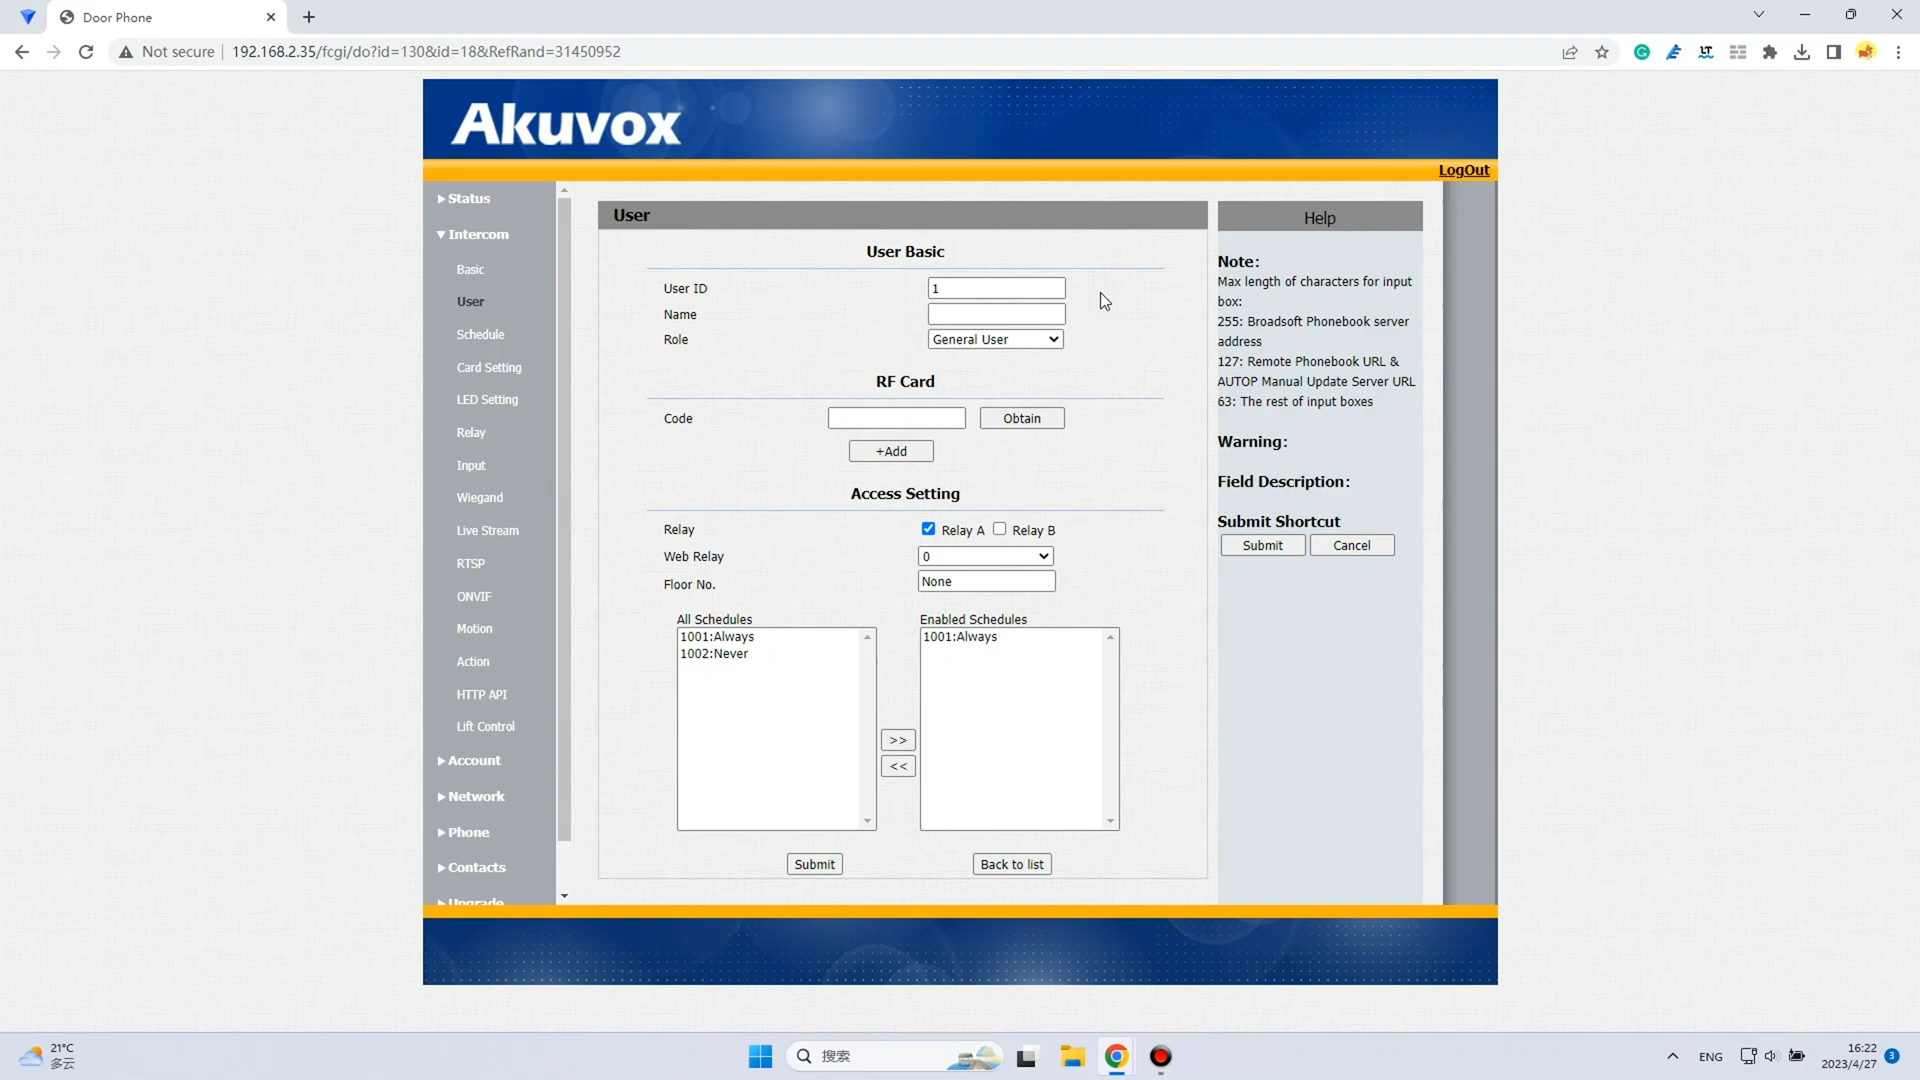 Door Phone
Not secure
192.168.2.35/fcgi/do?id=130&id=18&RefRand=31450952
LT
Akuvox
LogOut
Status
Intercom
Basic
User
Schedule
Card Setting
LED Setting
Relay
Input
Wiegand
Live Stream
RTSP
ONVIF
Motion
Action
HTTP API
Lift Control
Account
Network
Phone
Contacts
Upgrade
User
User Basic
User ID 1
Name
Role General User
RF Card
Code Obtain
+Add
Access Setting
Relay Relay A Relay B
Web Relay 0
Floor No. None
All Schedules
1001:Always
1002:Never
>>
<<
Enabled Schedules
1001:Always
Submit Back to list
Help
Note:
Max length of characters for input
box:
255: Broadsoft Phonebook server
address
127: Remote Phonebook URL &
AUTOP Manual Update Server URL
63: The rest of input boxes
Warning:
Field Description:
Submit Shortcut
Submit Cancel
21°C
多云
搜索
ENG
16:22
2023/4/27
3